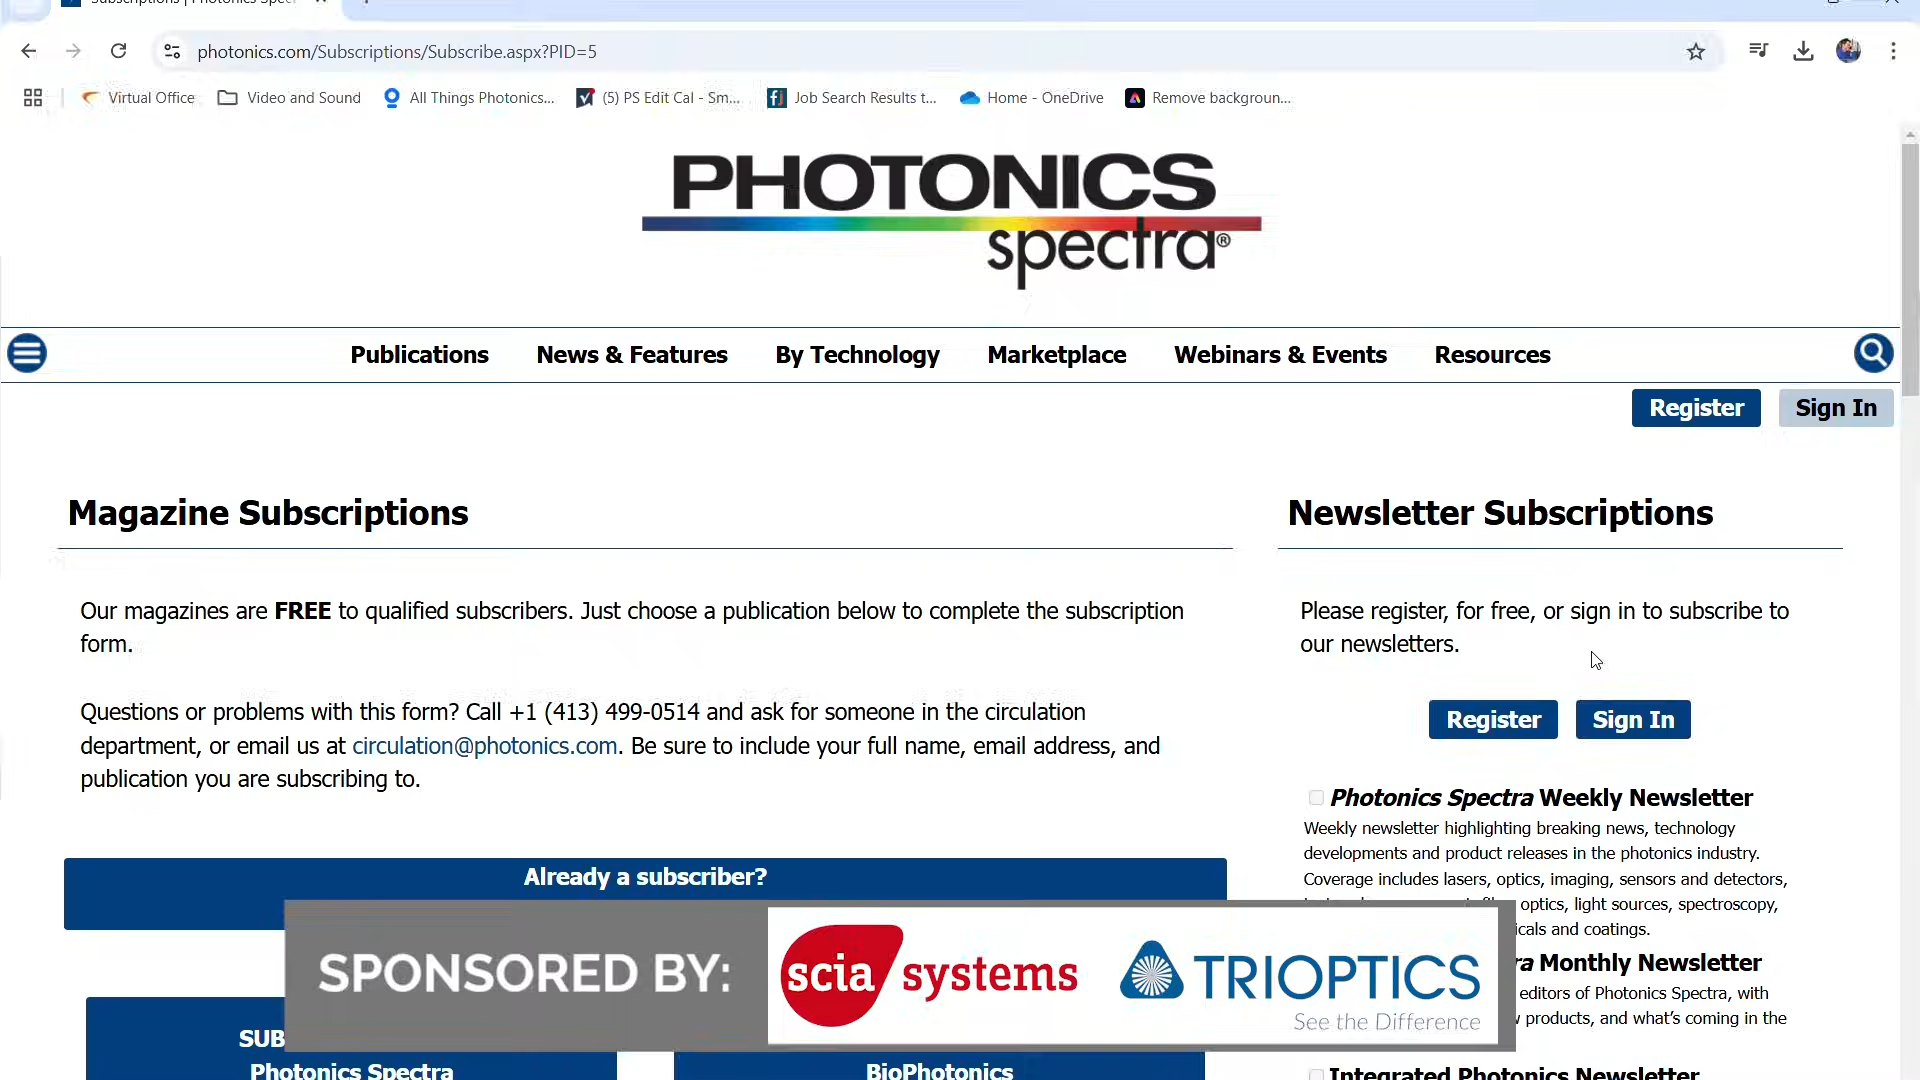 photonics.com/Subscriptions/Subscribe.aspx?PID=5
Virtual Office
Video and Sound
All Things Photonics...
(5) PS Edit Cal - Sm...
Job Search Results t...
Home - OneDrive
Remove backgroun...
PHOTONICS
spectra®
Publications
News & Features
By Technology
Marketplace
Webinars & Events
Resources
Register
Sign In
Magazine Subscriptions
Our magazines are FREE to qualified subscribers. Just choose a publication below to complete the subscription
form.
Questions or problems with this form? Call +1 (413) 499-0514 and ask for someone in the circulation
department, or email us at circulation@photonics.com. Be sure to include your full name, email address, and
publication you are subscribing to.
Already a subscriber?
SUB
Photonics Spectra
BioPhotonics
Newsletter Subscriptions
Please register, for free, or sign in to subscribe to
our newsletters.
Register
Sign In
Photonics Spectra Weekly Newsletter
Weekly newsletter highlighting breaking news, technology
developments and product releases in the photonics industry.
Coverage includes lasers, optics, imaging, sensors and detectors,
optics, light sources, spectroscopy,
icals and coatings.
ra Monthly Newsletter
editors of Photonics Spectra, with
products, and what's coming in the
Integrated Photonics Newsletter
SPONSORED BY:
scia systems
TRIOPTICS
See the Difference